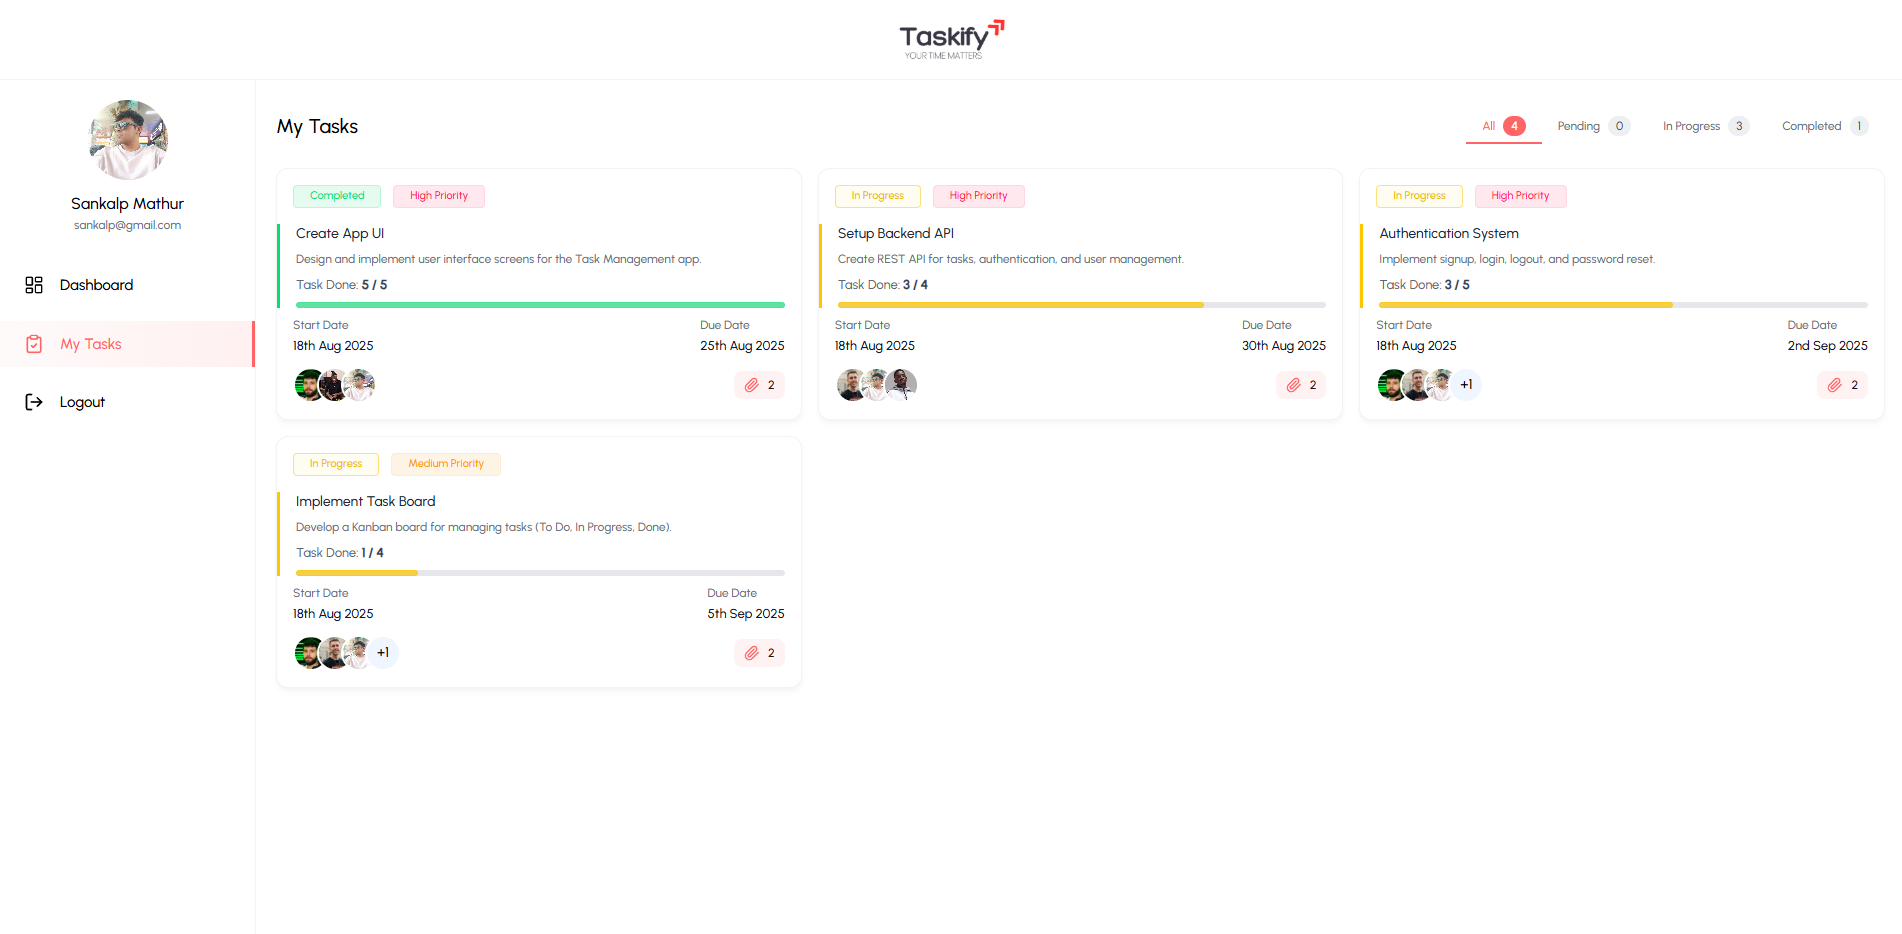 Taskify
YOUR TIME MATTERS
Sankalp Mathur
sankalp@gmail.com
Dashboard
My Tasks
Logout
My Tasks
All 4 Pending 0 In Progress 3 Completed 1
Completed High Priority
Create App UI
Design and implement user interface screens for the Task Management app.
Task Done: 5 / 5
Start Date Due Date
18th Aug 2025 25th Aug 2025
2
In Progress High Priority
Setup Backend API
Create REST API for tasks, authentication, and user management.
Task Done: 3 / 4
Start Date Due Date
18th Aug 2025 30th Aug 2025
2
In Progress High Priority
Authentication System
Implement signup, login, logout, and password reset.
Task Done: 3 / 5
Start Date Due Date
18th Aug 2025 2nd Sep 2025
+1 2
In Progress Medium Priority
Implement Task Board
Develop a Kanban board for managing tasks (To Do, In Progress, Done).
Task Done: 1 / 4
Start Date Due Date
18th Aug 2025 5th Sep 2025
+1 2